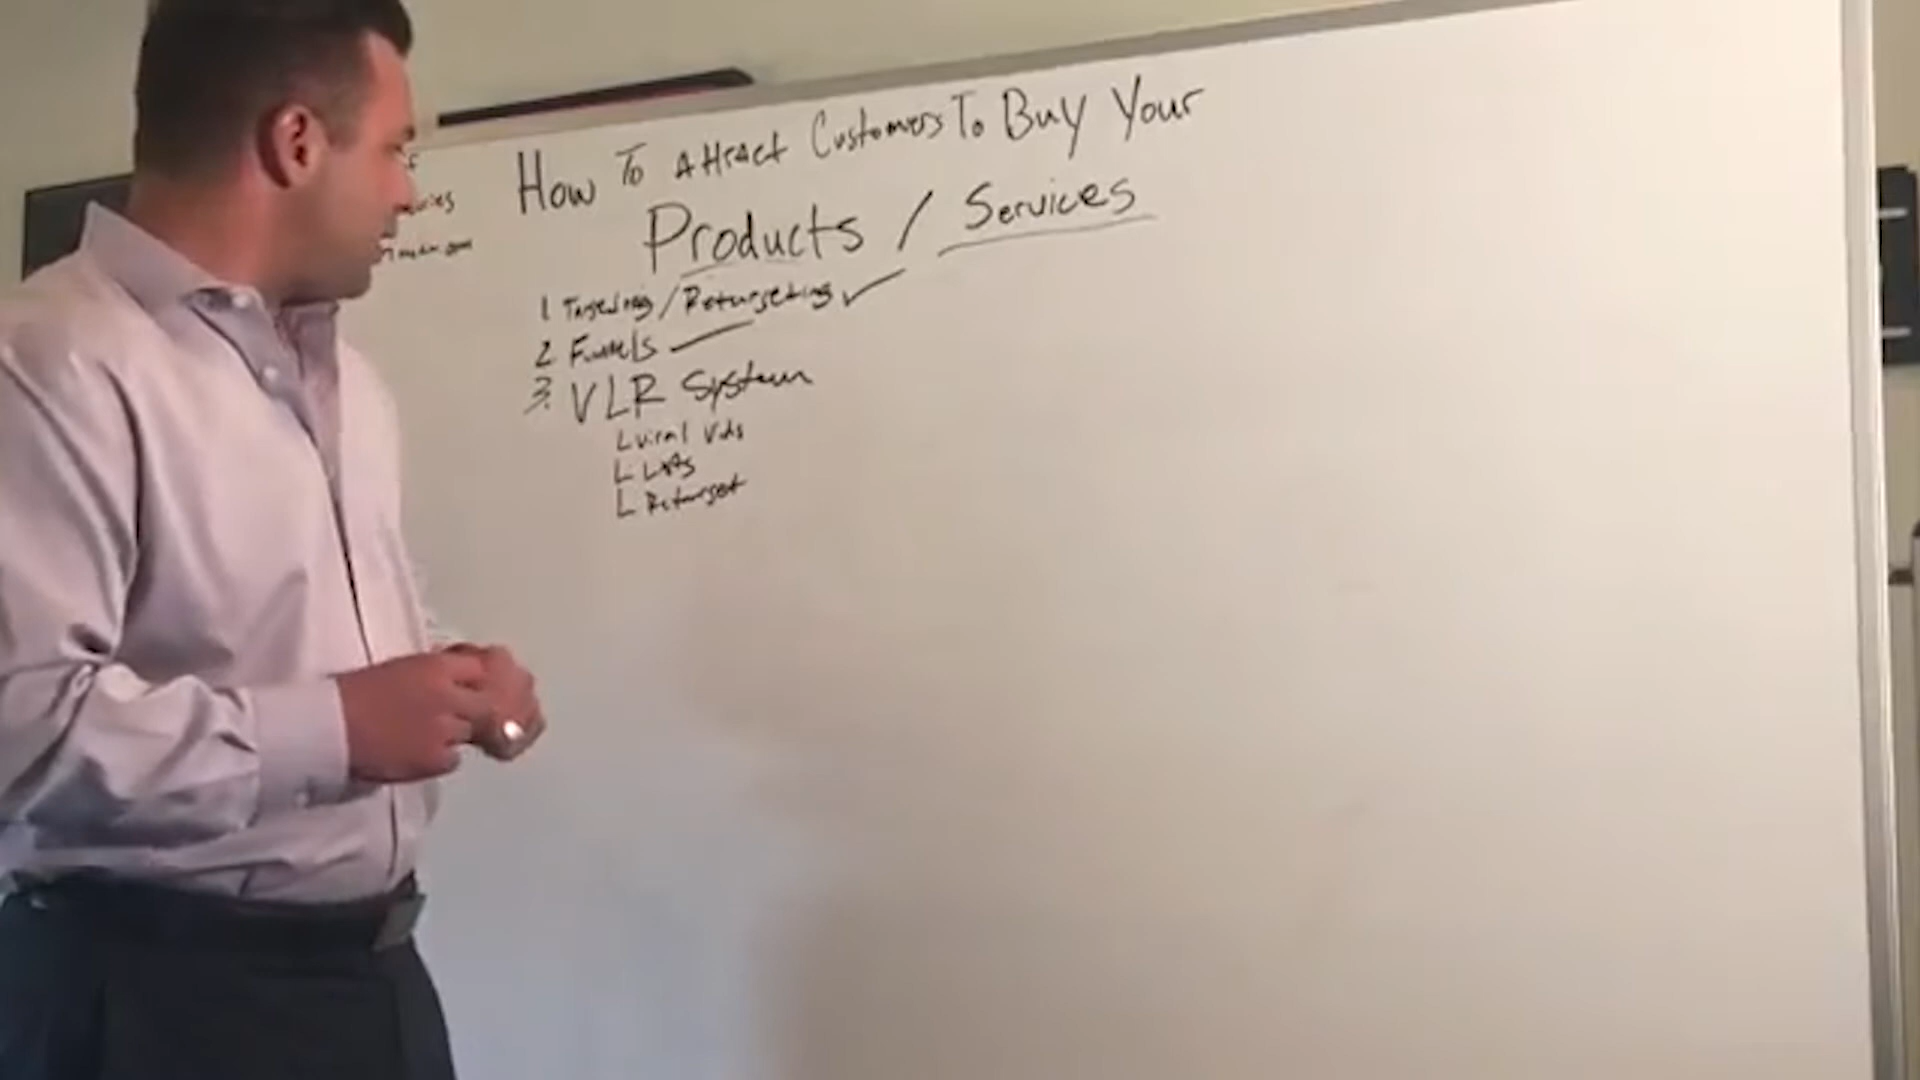 How To Attract Customers To Buy Your
Products / Services
1 Targeting / Retargeting ✓
2 Funnels
3. VLR System
L Viral Vids
L
L Retarget